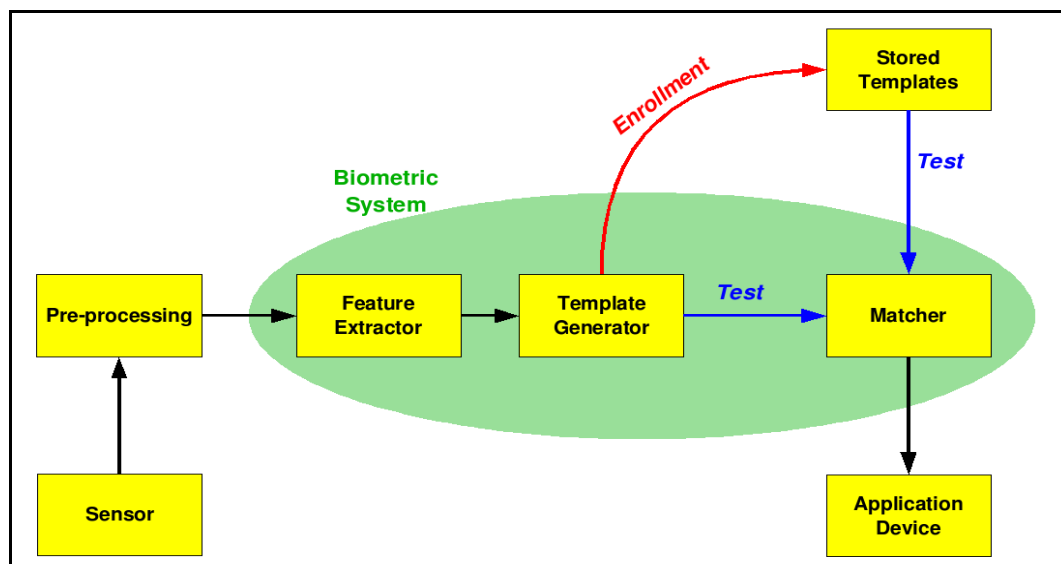 Stored
Templates
Enrollment
Test
Biometric
System
Pre-processing
Feature
Extractor
Template
Generator
Test
Matcher
Sensor
Application
Device